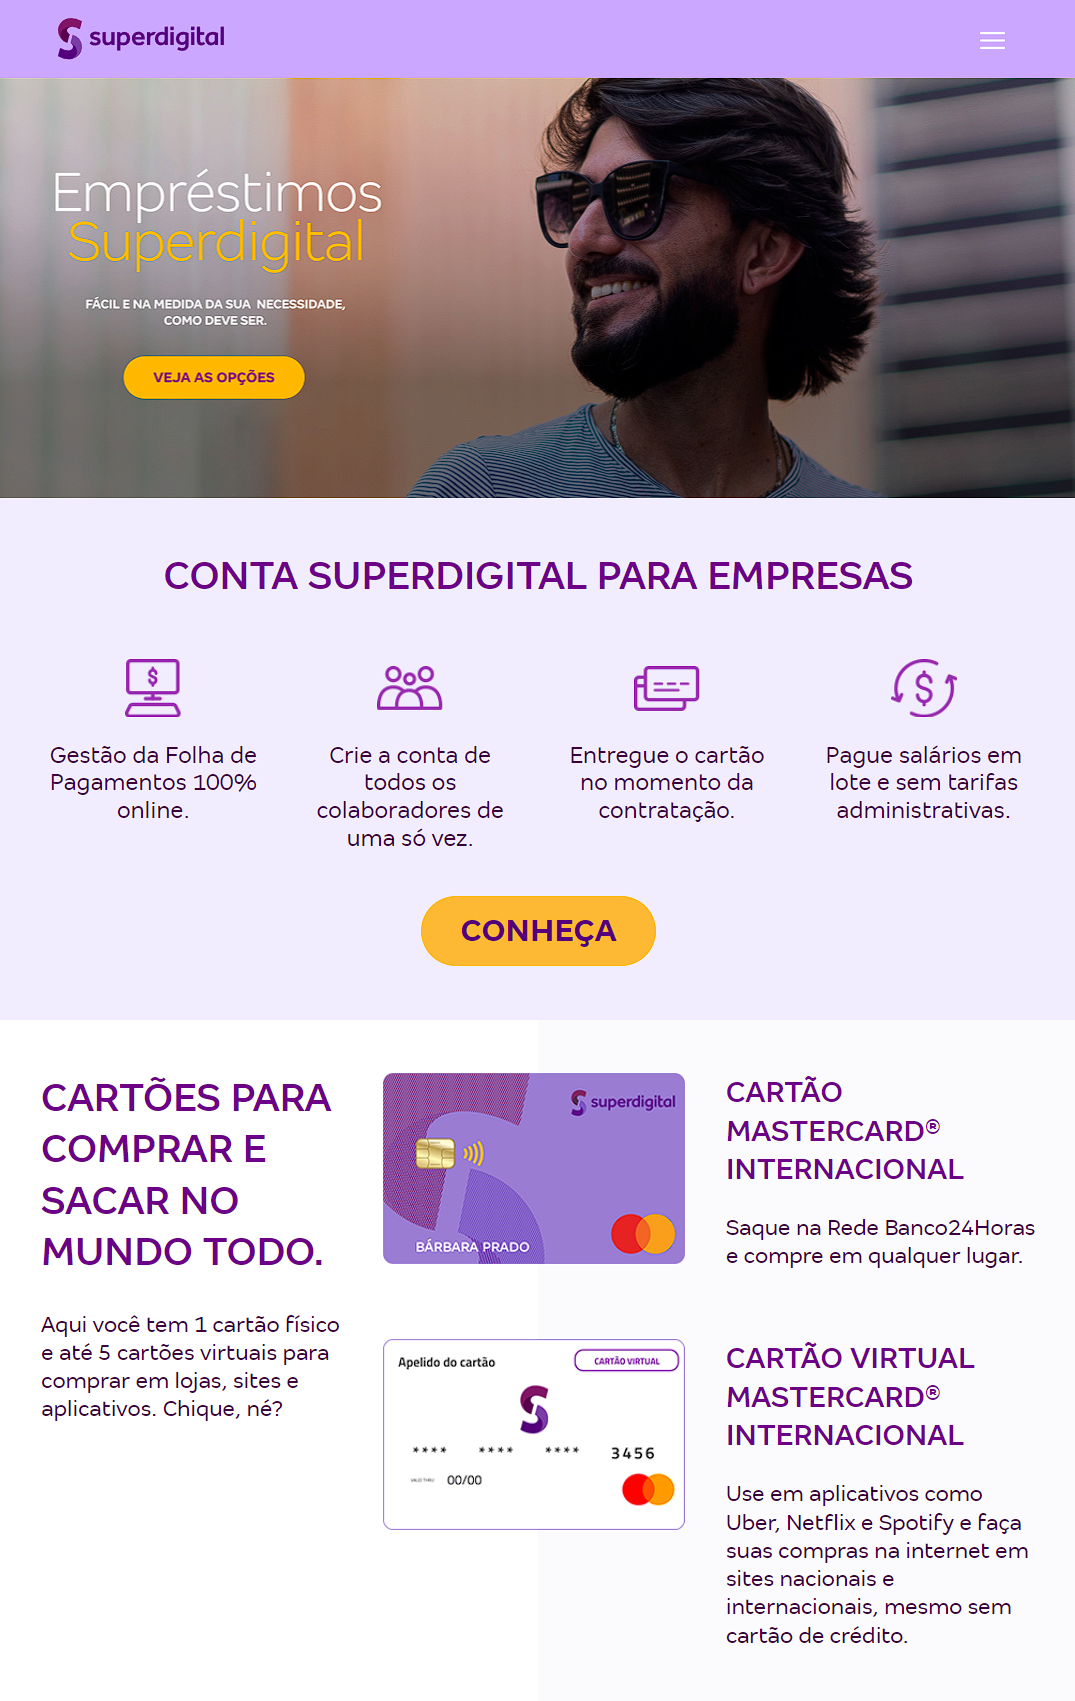 superdigital
Empréstimos
Superdigital
FÁCIL E NA MEDIDA DA SUA NECESSIDADE,
COMO DEVE SER.
VEJA AS OPÇÕES
CONTA SUPERDIGITAL PARA EMPRESAS
Gestão da Folha de
Pagamentos 100%
online.
Crie a conta de
todos os
colaboradores de
uma só vez.
Entregue o cartão
no momento da
contratação.
Pague salários em
lote e sem tarifas
administrativas.
CONHEÇA
CARTÕES PARA
COMPRAR E
SACAR NO
MUNDO TODO.
Aqui você tem 1 cartão físico
e até 5 cartões virtuais para
comprar em lojas, sites e
aplicativos. Chique, né?
superdigital
BÁRBARA PRADO
CARTÃO
MASTERCARD®
INTERNACIONAL
Saque na Rede Banco24Horas
e compre em qualquer lugar.
Apelido do cartão
CARTÃO VIRTUAL
**** **** **** 3456
VALID THRU 00/00
CARTÃO VIRTUAL
MASTERCARD®
INTERNACIONAL
Use em aplicativos como
Uber, Netflix e Spotify e faça
suas compras na internet em
sites nacionais e
internacionais, mesmo sem
cartão de crédito.